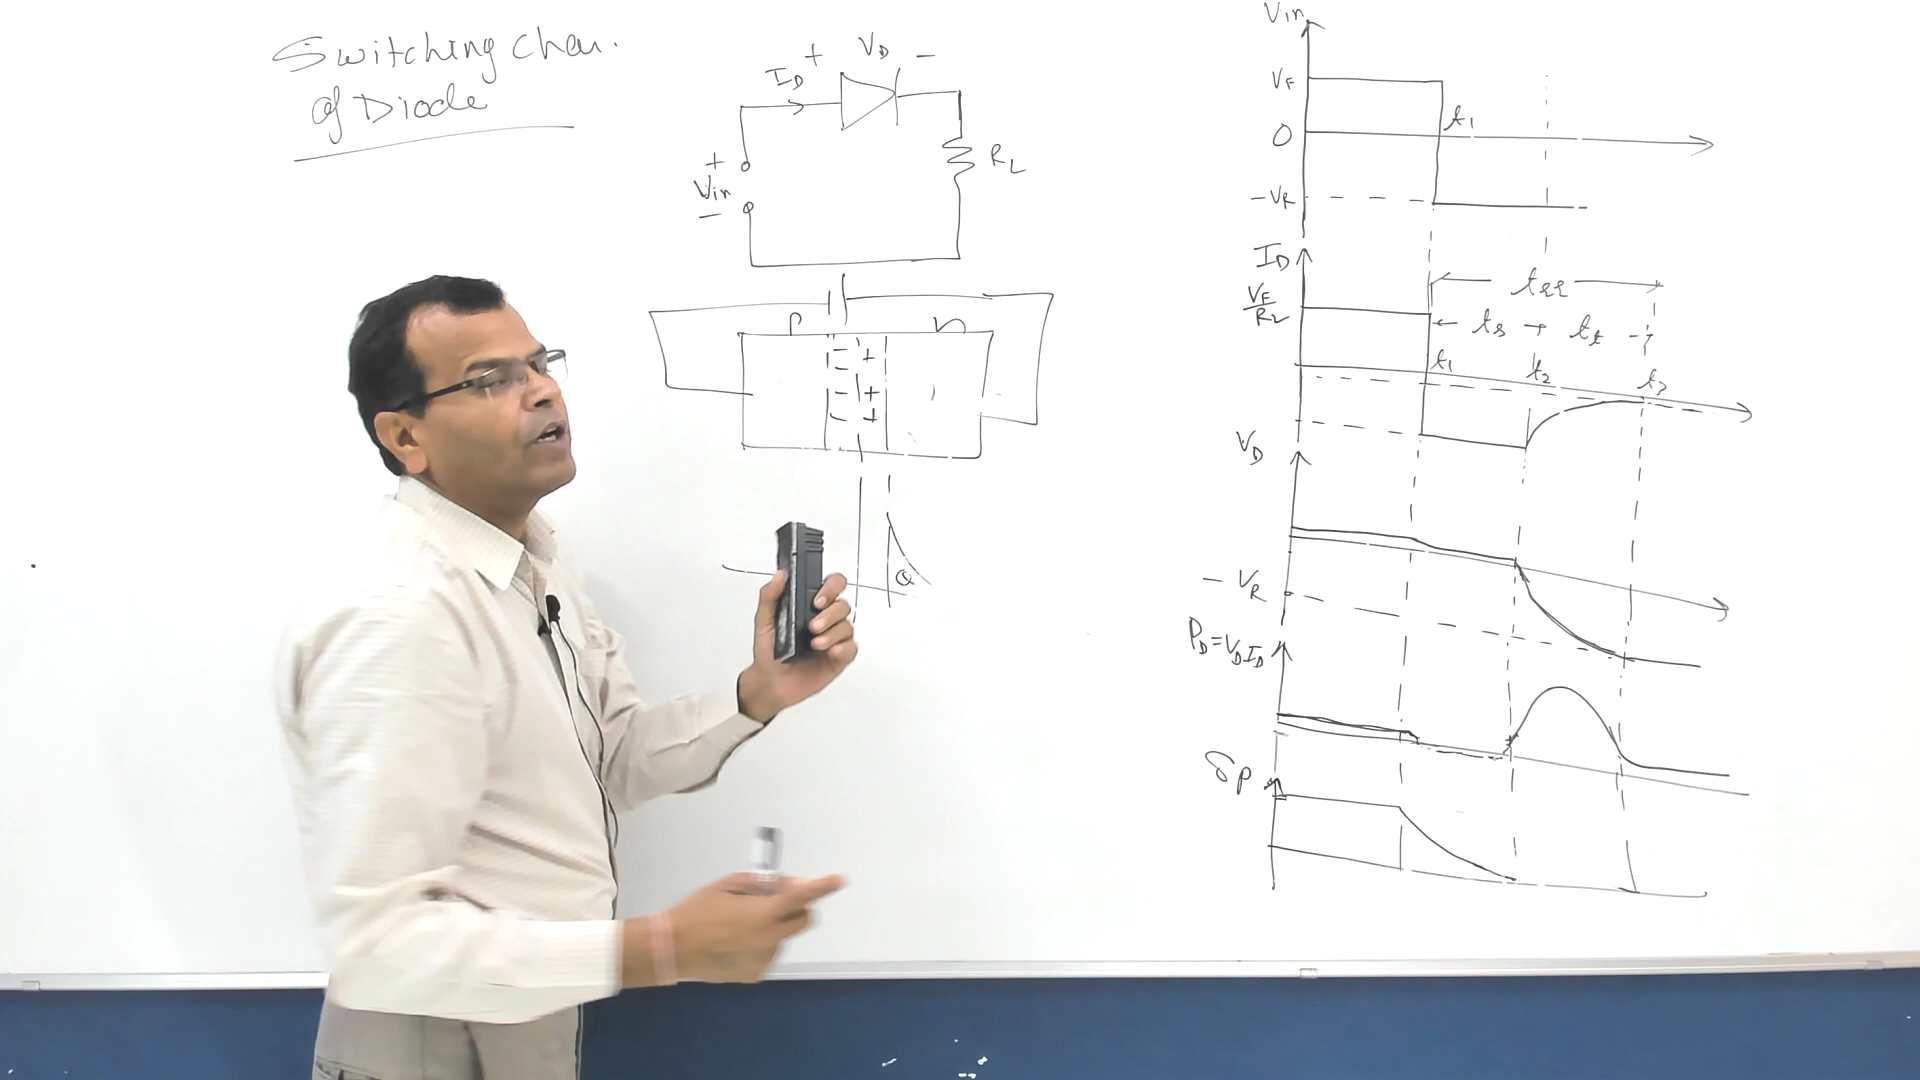 Switching Char.
of Diode
+ VD -
ID
+
Vin
-
RL
P n
- +
- +
- +
Q
Vin
VF
t1
0
-VR
ID
trr
VF/RL
ts tt
t1 t2 t3
VD
- VR
PD=VDID
δp